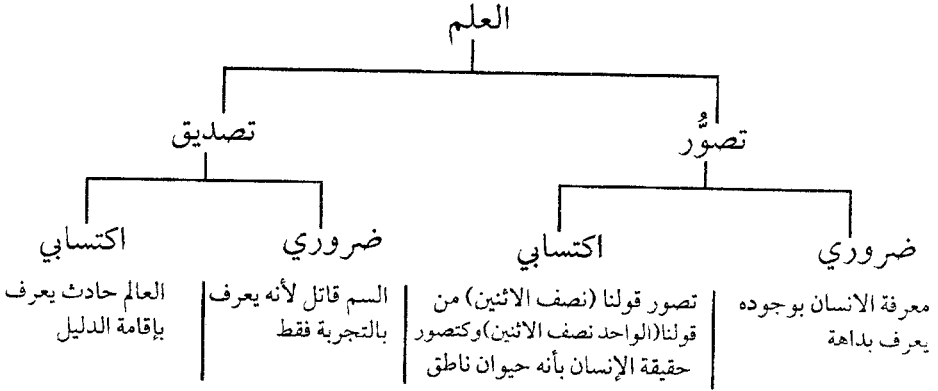 العلم
تصوُّر
تصديق
ضروري
اكتسابي
ضروري
اكتسابي
معرفة الانسان بوجوده
يعرف بداهة
تصور قولنا (نصف الاثنين) من
قولنا(الواحد نصف الاثنين)وكتصور
حقيقة الإنسان بأنه حيوان ناطق
السم قاتل لأنه يعرف
بالتجربة فقط
العالم حادث يعرف
بإقامة الدليل